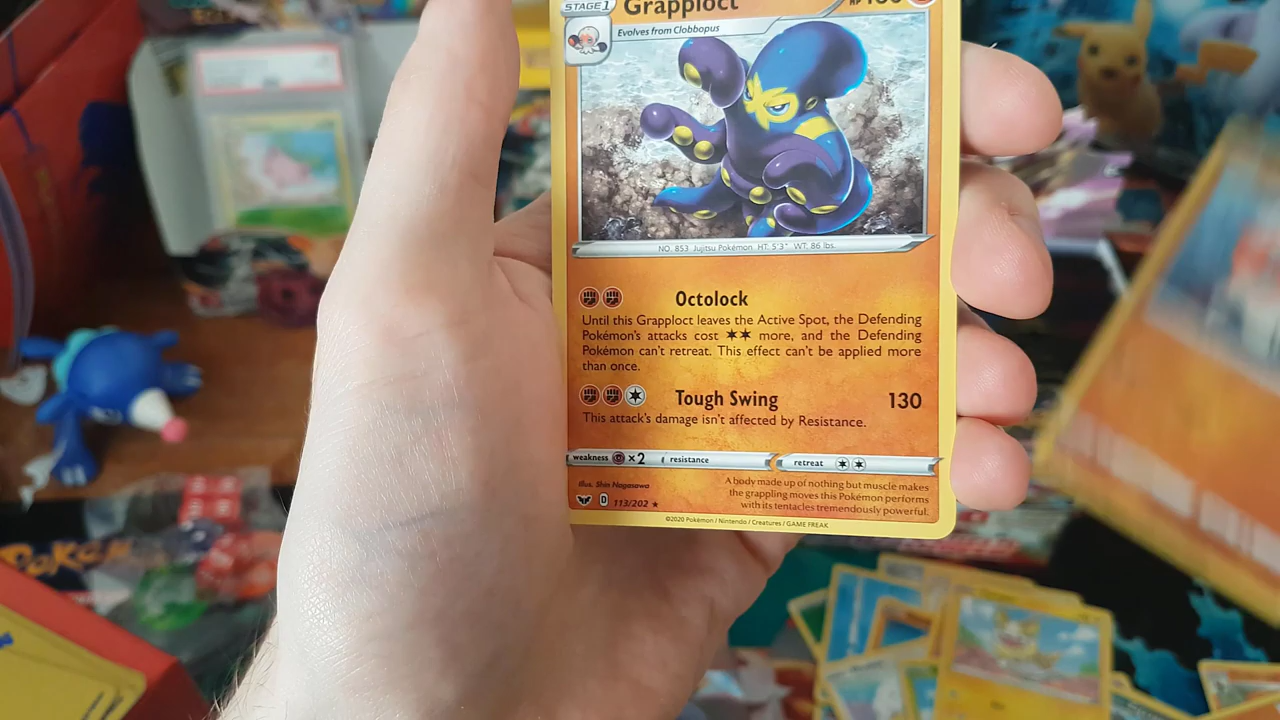 STAGE 1
Grapploct
HP
Evolves from Clobbopus
NO. 853 Jujitsu Pokémon HT: 5'3" WT: 86 lbs.
Octolock
Until this Grapploct leaves the Active Spot, the Defending
Pokémon's attacks cost ✶✶ more, and the Defending
Pokémon can't retreat. This effect can't be applied more
than once.
Tough Swing 130
This attack's damage isn't affected by Resistance.
weakness ×2 resistance retreat
Illus. Shin Nagasawa
D 113/202 ★
A body made up of nothing but muscle makes
the grappling moves this Pokémon performs
with its tentacles tremendously powerful.
©2020 Pokémon / Nintendo / Creatures / GAME FREAK
POKéMON